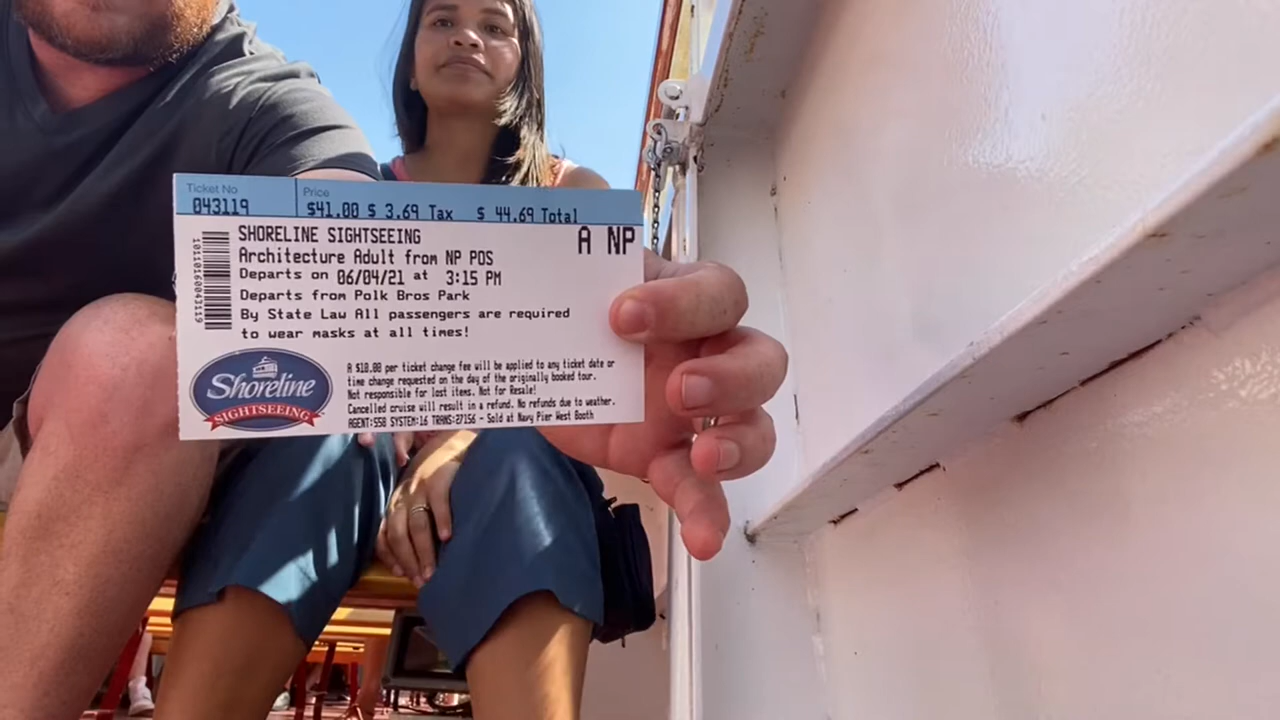 Ticket No Price
043119 $41.00 $ 3.69 Tax $ 44.69 Total
SHORELINE SIGHTSEEING A NP
Architecture Adult from NP POS
Departs on 06/04/21 at 3:15 PM
Departs from Polk Bros Park
By State Law All passengers are required
to wear masks at all times!
10110160043119
Shoreline
SIGHTSEEING
A $10.00 per ticket change fee will be applied to any ticket date or
time change requested on the day of the originally booked tour.
Not responsible for lost items. Not for Resale!
Cancelled cruise will result in a refund. No refunds due to weather.
AGENT:558 SYSTEM:16 TRANS:27156 - Sold at Navy Pier West Booth